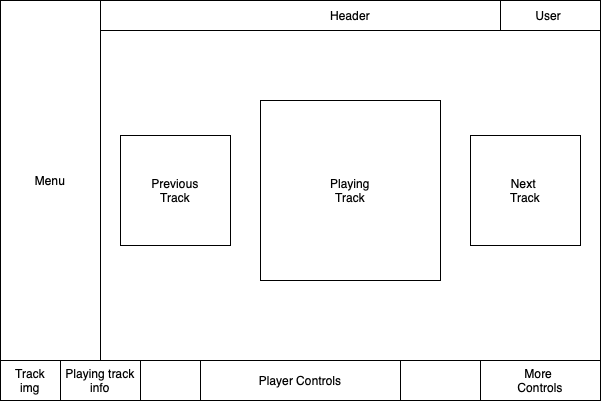 Header
User
Menu
Previous
Track
Playing
Track
Next
Track
Track
img
Playing track
info
Player Controls
More
Controls